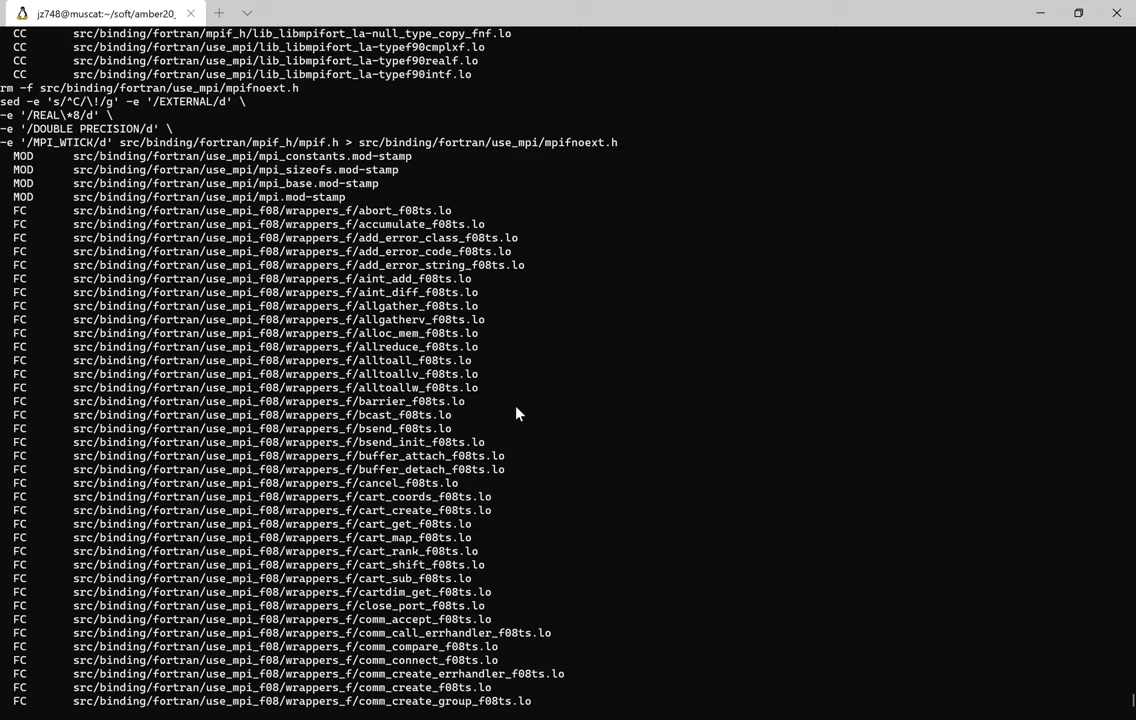 jz748@muscat:~/soft/amber20_
CC src/binding/fortran/mpif_h/lib_libmpifort_la-null_type_copy_fnf.lo
CC src/binding/fortran/use_mpi/lib_libmpifort_la-typef90cmplxf.lo
CC src/binding/fortran/use_mpi/lib_libmpifort_la-typef90realf.lo
CC src/binding/fortran/use_mpi/lib_libmpifort_la-typef90intf.lo
rm -f src/binding/fortran/use_mpi/mpifnoext.h
sed -e 's/^C/\!/g' -e '/EXTERNAL/d' \
-e '/REAL\*8/d' \
-e '/DOUBLE PRECISION/d' \
-e '/MPI_WTICK/d' src/binding/fortran/mpif_h/mpif.h > src/binding/fortran/use_mpi/mpifnoext.h
MOD src/binding/fortran/use_mpi/mpi_constants.mod-stamp
MOD src/binding/fortran/use_mpi/mpi_sizeofs.mod-stamp
MOD src/binding/fortran/use_mpi/mpi_base.mod-stamp
MOD src/binding/fortran/use_mpi/mpi.mod-stamp
FC src/binding/fortran/use_mpi_f08/wrappers_f/abort_f08ts.lo
FC src/binding/fortran/use_mpi_f08/wrappers_f/accumulate_f08ts.lo
FC src/binding/fortran/use_mpi_f08/wrappers_f/add_error_class_f08ts.lo
FC src/binding/fortran/use_mpi_f08/wrappers_f/add_error_code_f08ts.lo
FC src/binding/fortran/use_mpi_f08/wrappers_f/add_error_string_f08ts.lo
FC src/binding/fortran/use_mpi_f08/wrappers_f/aint_add_f08ts.lo
FC src/binding/fortran/use_mpi_f08/wrappers_f/aint_diff_f08ts.lo
FC src/binding/fortran/use_mpi_f08/wrappers_f/allgather_f08ts.lo
FC src/binding/fortran/use_mpi_f08/wrappers_f/allgatherv_f08ts.lo
FC src/binding/fortran/use_mpi_f08/wrappers_f/alloc_mem_f08ts.lo
FC src/binding/fortran/use_mpi_f08/wrappers_f/allreduce_f08ts.lo
FC src/binding/fortran/use_mpi_f08/wrappers_f/alltoall_f08ts.lo
FC src/binding/fortran/use_mpi_f08/wrappers_f/alltoallv_f08ts.lo
FC src/binding/fortran/use_mpi_f08/wrappers_f/alltoallw_f08ts.lo
FC src/binding/fortran/use_mpi_f08/wrappers_f/barrier_f08ts.lo
FC src/binding/fortran/use_mpi_f08/wrappers_f/bcast_f08ts.lo
FC src/binding/fortran/use_mpi_f08/wrappers_f/bsend_f08ts.lo
FC src/binding/fortran/use_mpi_f08/wrappers_f/bsend_init_f08ts.lo
FC src/binding/fortran/use_mpi_f08/wrappers_f/buffer_attach_f08ts.lo
FC src/binding/fortran/use_mpi_f08/wrappers_f/buffer_detach_f08ts.lo
FC src/binding/fortran/use_mpi_f08/wrappers_f/cancel_f08ts.lo
FC src/binding/fortran/use_mpi_f08/wrappers_f/cart_coords_f08ts.lo
FC src/binding/fortran/use_mpi_f08/wrappers_f/cart_create_f08ts.lo
FC src/binding/fortran/use_mpi_f08/wrappers_f/cart_get_f08ts.lo
FC src/binding/fortran/use_mpi_f08/wrappers_f/cart_map_f08ts.lo
FC src/binding/fortran/use_mpi_f08/wrappers_f/cart_rank_f08ts.lo
FC src/binding/fortran/use_mpi_f08/wrappers_f/cart_shift_f08ts.lo
FC src/binding/fortran/use_mpi_f08/wrappers_f/cart_sub_f08ts.lo
FC src/binding/fortran/use_mpi_f08/wrappers_f/cartdim_get_f08ts.lo
FC src/binding/fortran/use_mpi_f08/wrappers_f/close_port_f08ts.lo
FC src/binding/fortran/use_mpi_f08/wrappers_f/comm_accept_f08ts.lo
FC src/binding/fortran/use_mpi_f08/wrappers_f/comm_call_errhandler_f08ts.lo
FC src/binding/fortran/use_mpi_f08/wrappers_f/comm_compare_f08ts.lo
FC src/binding/fortran/use_mpi_f08/wrappers_f/comm_connect_f08ts.lo
FC src/binding/fortran/use_mpi_f08/wrappers_f/comm_create_errhandler_f08ts.lo
FC src/binding/fortran/use_mpi_f08/wrappers_f/comm_create_f08ts.lo
FC src/binding/fortran/use_mpi_f08/wrappers_f/comm_create_group_f08ts.lo